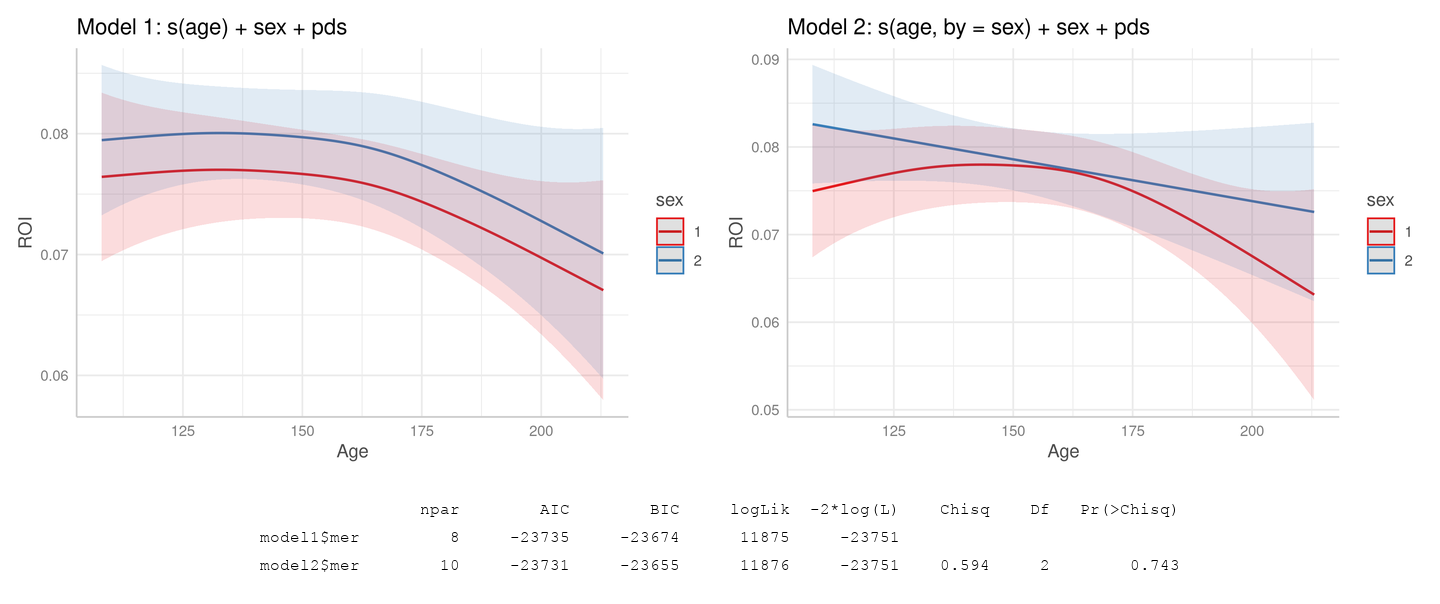 Model 1: s(age) + sex + pds
0.08
0.07
0.06
ROI
125 150 175 200
Age
sex
1
2
Model 2: s(age, by = sex) + sex + pds
0.09
0.08
0.07
0.06
0.05
ROI
125 150 175 200
Age
sex
1
2
npar AIC BIC logLik -2*log(L) Chisq Df Pr(>Chisq)
model1$mer 8 -23735 -23674 11875 -23751
model2$mer 10 -23731 -23655 11876 -23751 0.594 2 0.743